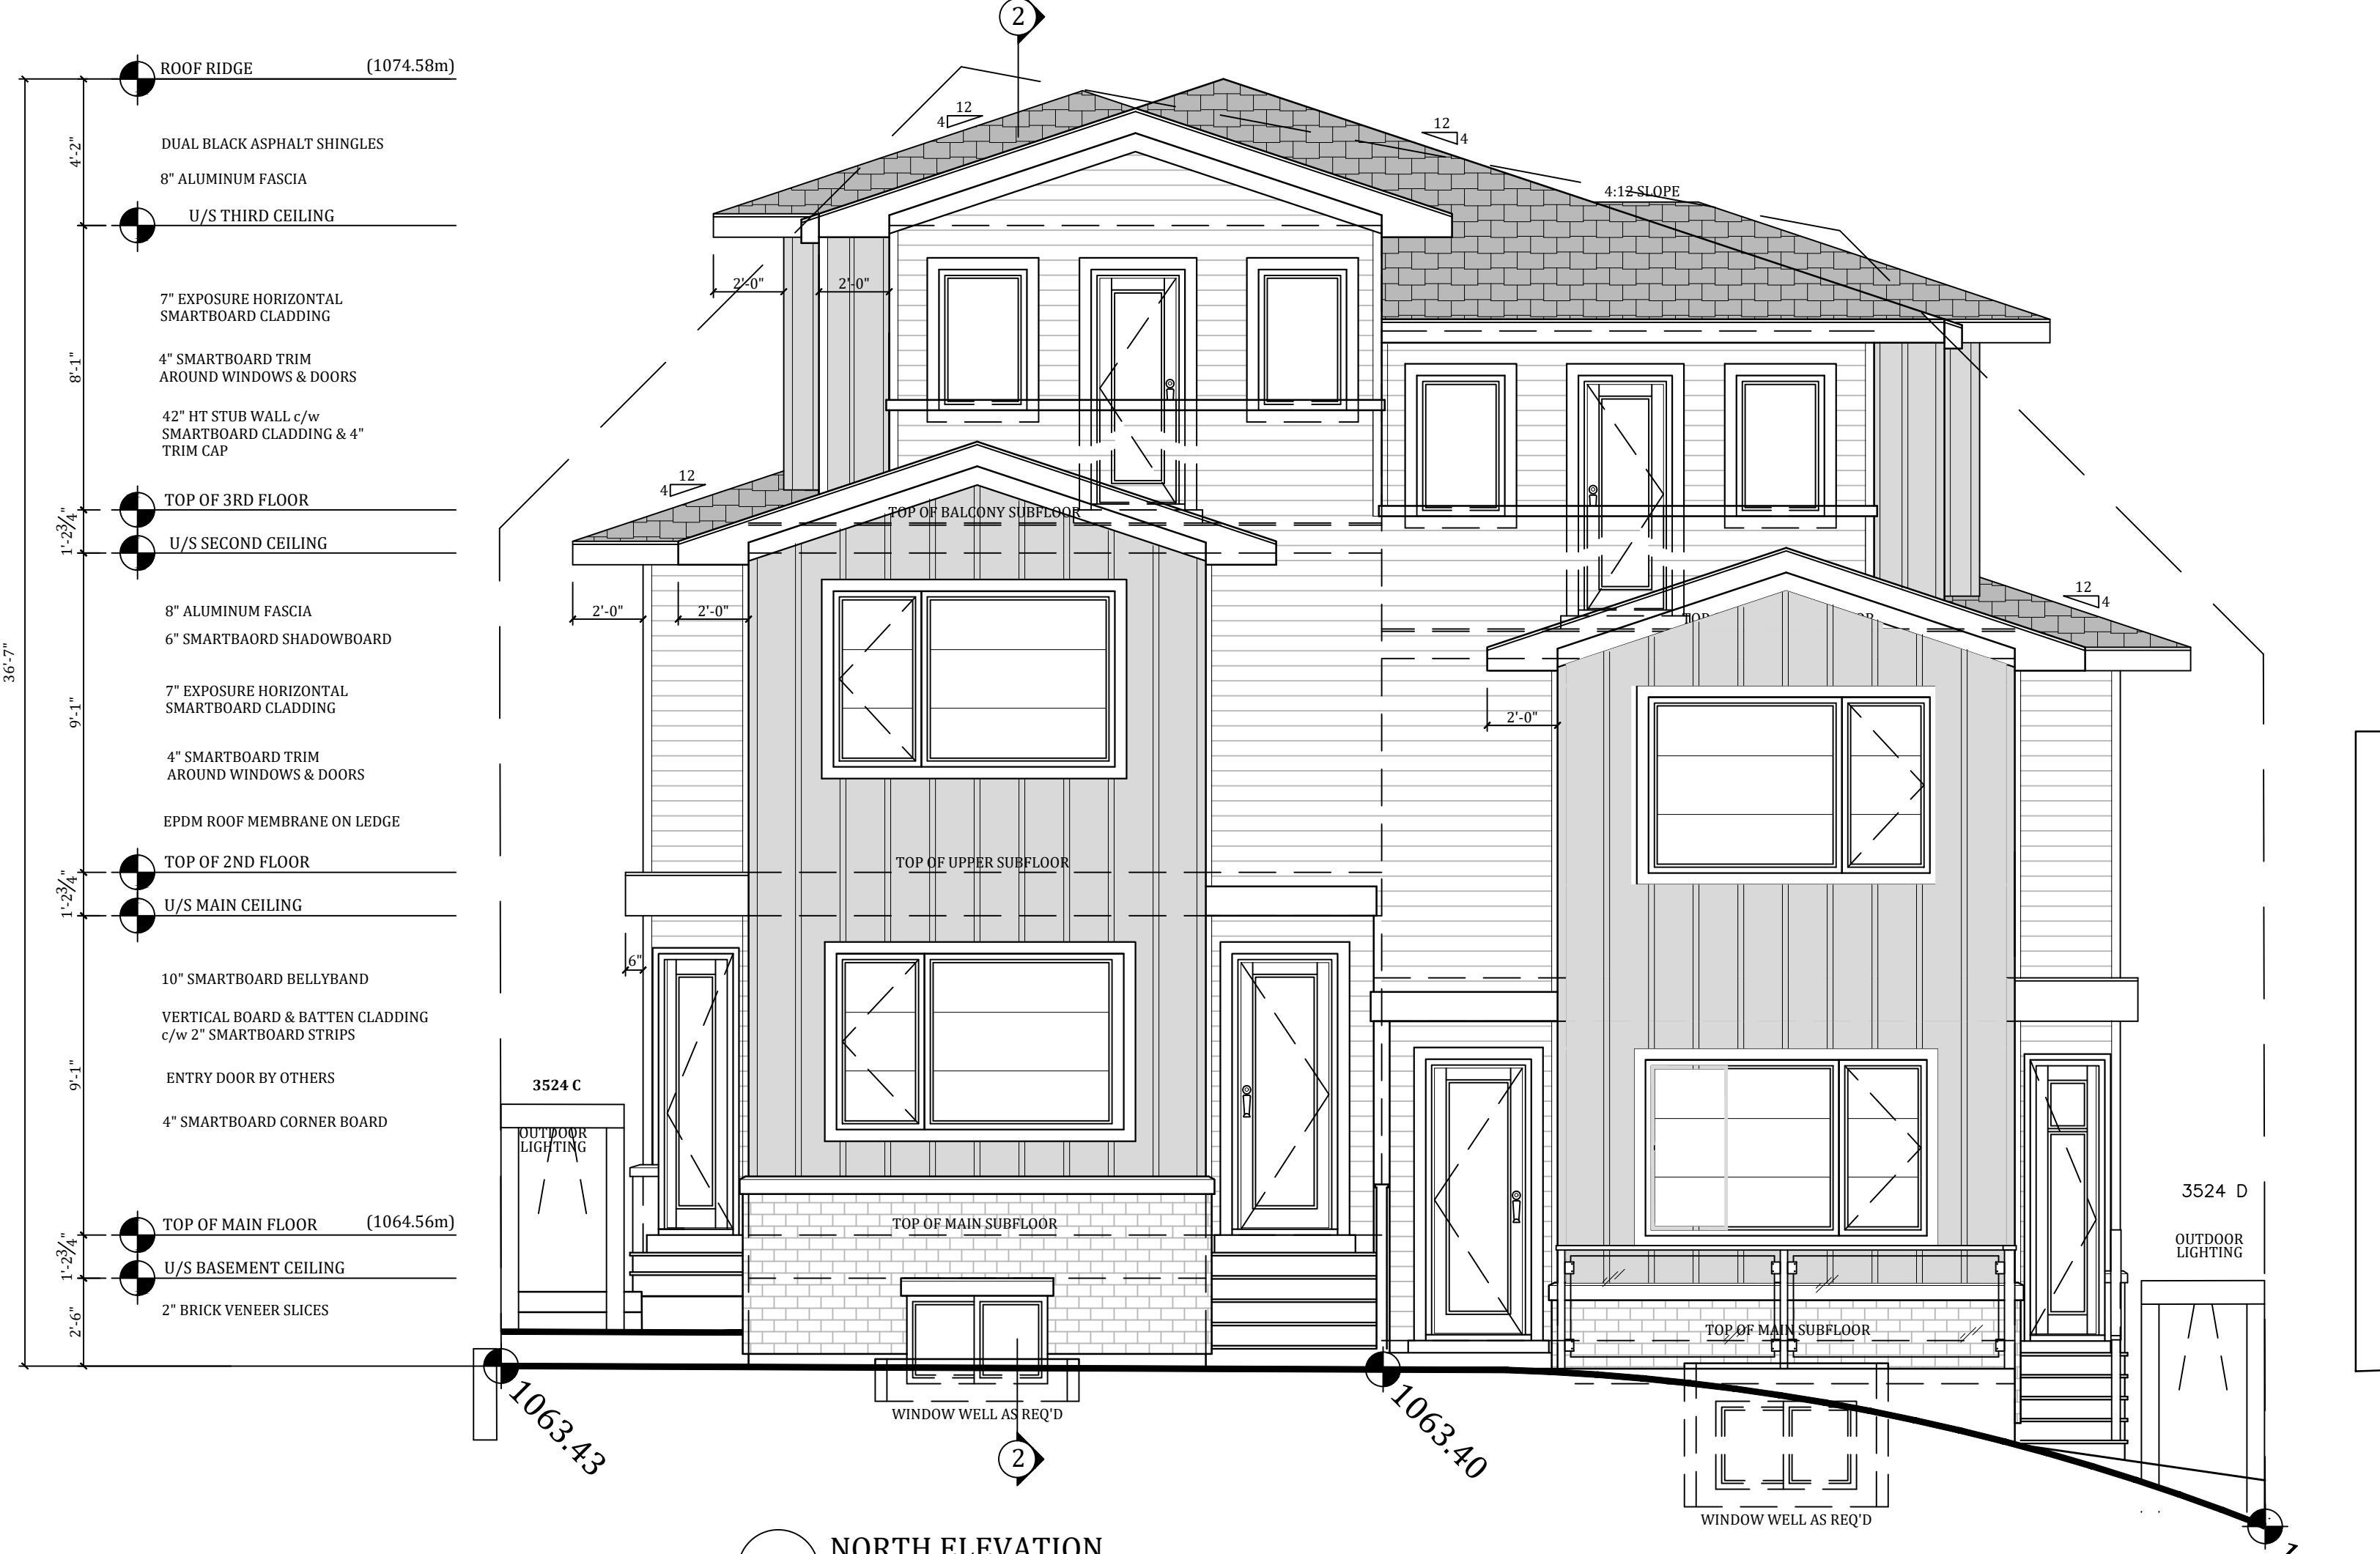 2
ROOF RIDGE (1074.58m)
4'-2"
DUAL BLACK ASPHALT SHINGLES
8" ALUMINUM FASCIA
U/S THIRD CEILING
8'-1"
7" EXPOSURE HORIZONTAL
SMARTBOARD CLADDING
4" SMARTBOARD TRIM
AROUND WINDOWS & DOORS
42" HT STUB WALL c/w
SMARTBOARD CLADDING & 4"
TRIM CAP
TOP OF 3RD FLOOR
1'-2¾"
U/S SECOND CEILING
36'-7"
8" ALUMINUM FASCIA
6" SMARTBAORD SHADOWBOARD
9'-1"
7" EXPOSURE HORIZONTAL
SMARTBOARD CLADDING
4" SMARTBOARD TRIM
AROUND WINDOWS & DOORS
EPDM ROOF MEMBRANE ON LEDGE
TOP OF 2ND FLOOR
1'-2¾"
U/S MAIN CEILING
10" SMARTBOARD BELLYBAND
VERTICAL BOARD & BATTEN CLADDING
c/w 2" SMARTBOARD STRIPS
9'-1"
ENTRY DOOR BY OTHERS
4" SMARTBOARD CORNER BOARD
TOP OF MAIN FLOOR (1064.56m)
1'-2¾"
U/S BASEMENT CEILING
2" BRICK VENEER SLICES
2'-6"
12
4
12
4
4:12 SLOPE
2'-0"
2'-0"
12
4
TOP OF BALCONY SUBFLOOR
2'-0"
2'-0"
12
4
TOP
OR
2'-0"
TOP OF UPPER SUBFLOOR
6"
3524 C
OUTDOOR
LIGHTING
3524 D
OUTDOOR
LIGHTING
TOP OF MAIN SUBFLOOR
TOP OF MAIN SUBFLOOR
1063.43
WINDOW WELL AS REQ'D
1063.40
2
WINDOW WELL AS REQ'D
NORTH ELEVATION